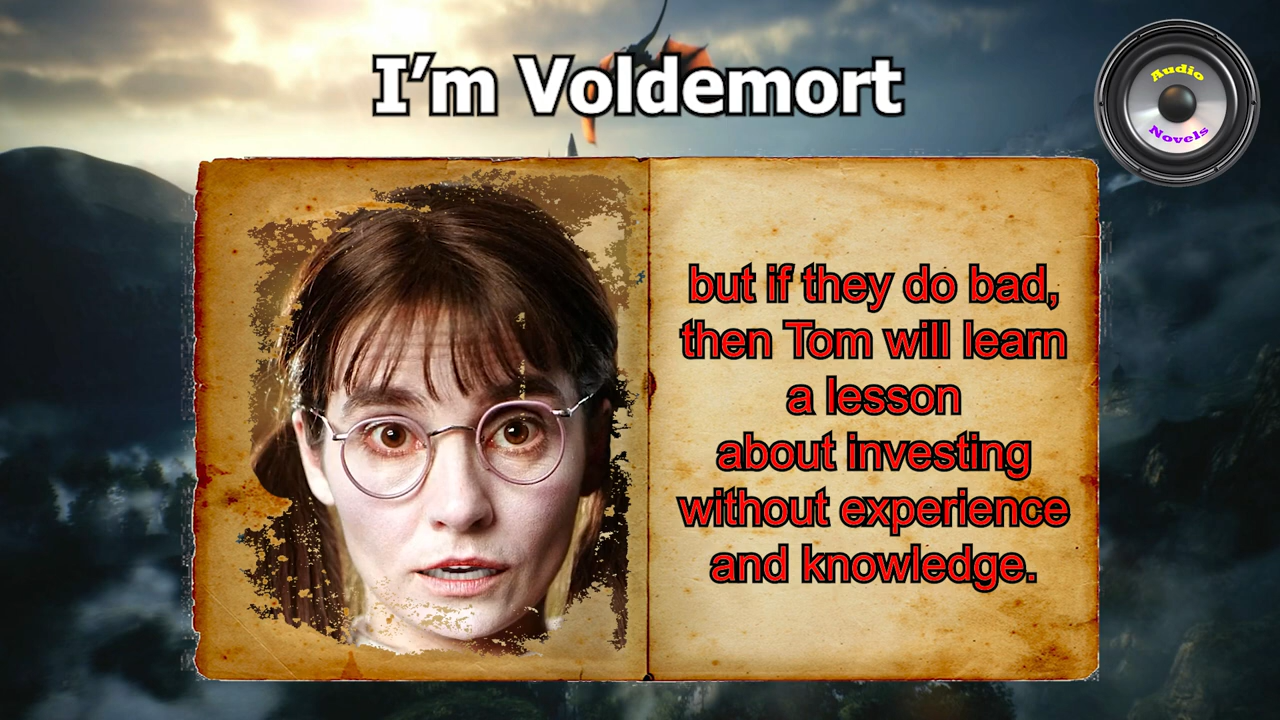 I’m Voldemort
Audio
Novels
but if they do bad,
then Tom will learn
a lesson
about investing
without experience
and knowledge.